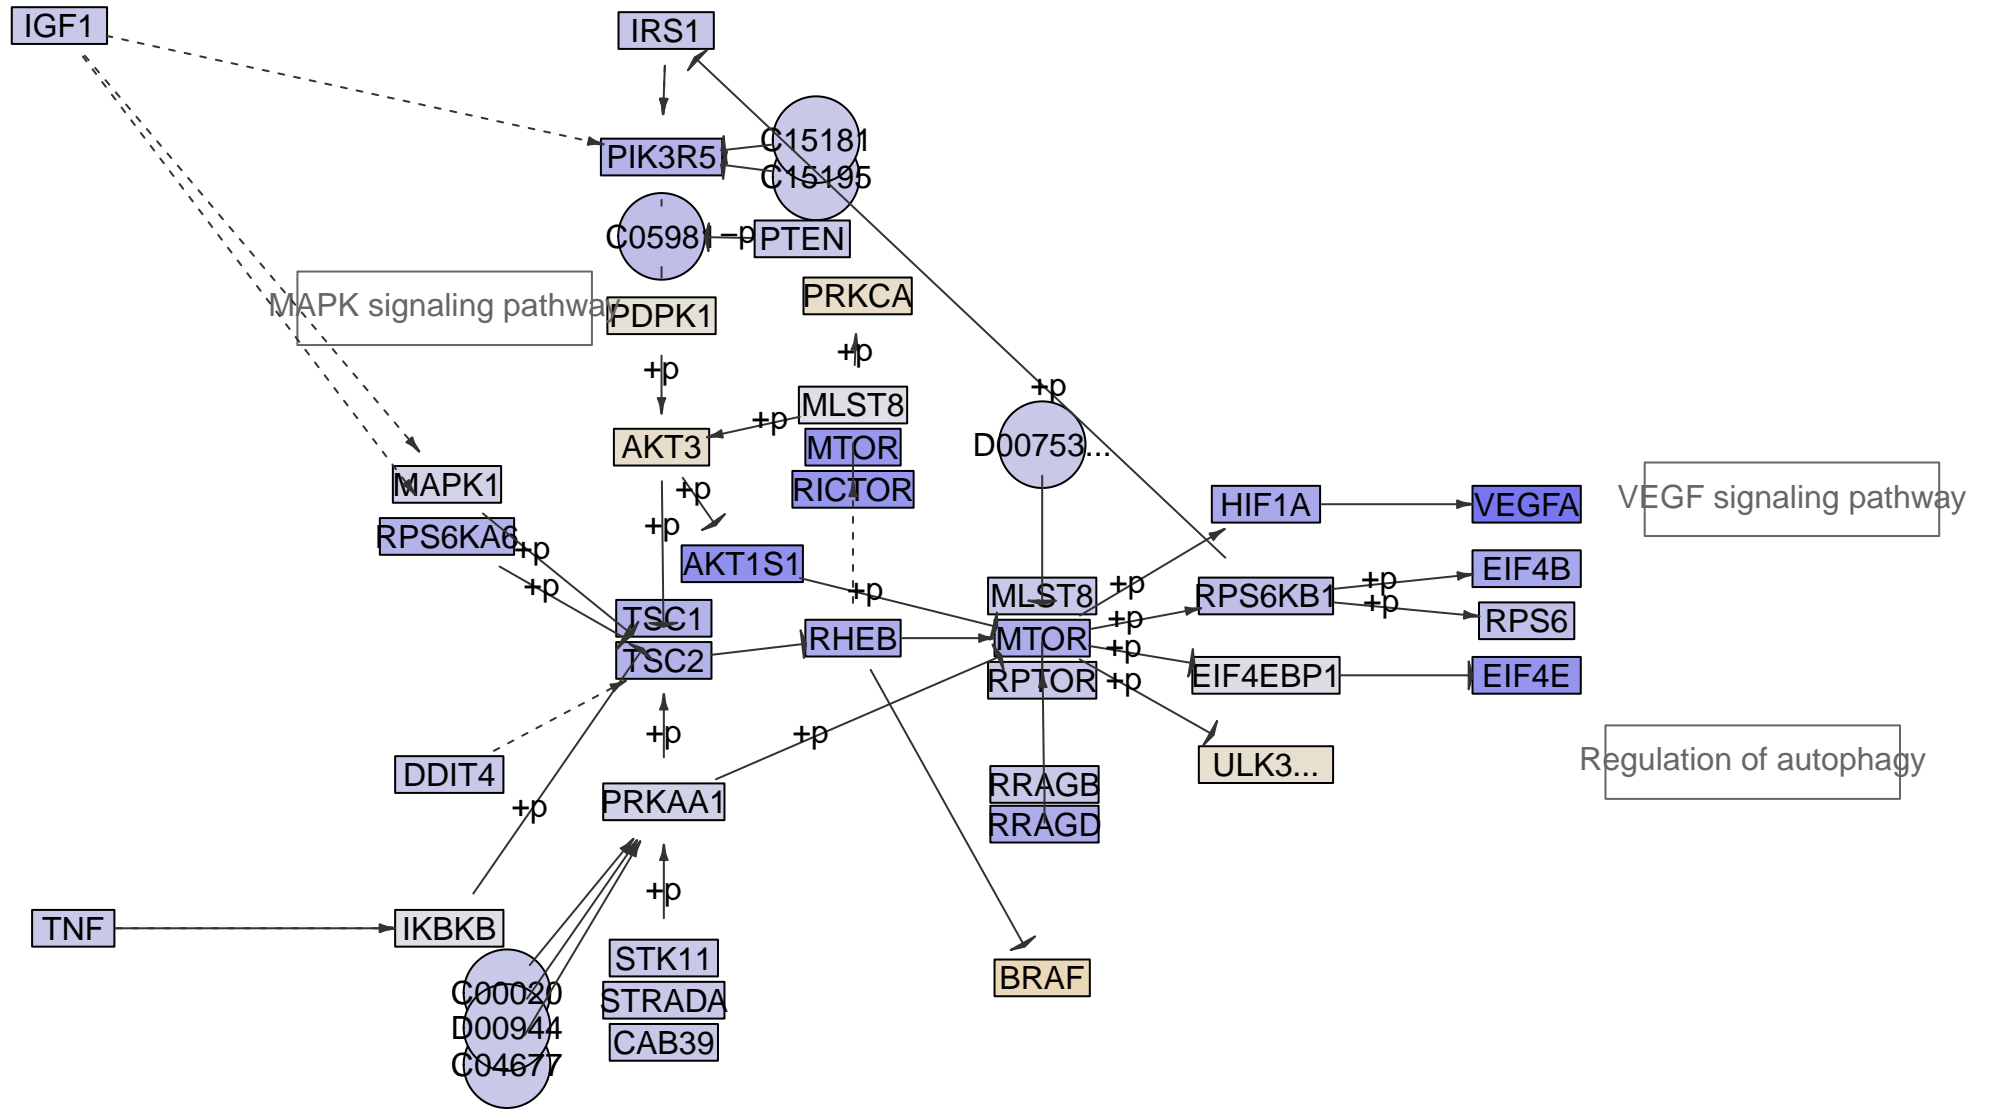 IGF1
IRS1
C15181
PIK3R5
C15195
C0598
−p
PTEN
MAPK signaling pathway
PDPK1
PRKCA
+p
+p
+p
MLST8
+p
AKT3
MTOR
D00753...
MAPK1
+p
RICTOR
HIF1A
VEGFA
VEGF signaling pathway
RPS6KA6
+p
+p
AKT1S1
EIF4B
+p
+p
+p
+p
MLST8
RPS6KB1
+p
TSC1
+p
RPS6
RHEB
MTOR
+p
TSC2
RPTOR
+p
EIF4EBP1
EIF4E
+p
+p
Regulation of autophagy
ULK3...
DDIT4
RRAGB
PRKAA1
+p
RRAGD
+p
TNF
IKBKB
STK11
BRAF
C00020
STRADA
D00944
CAB39
C04677